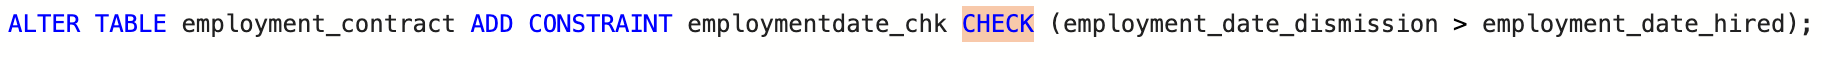 ALTER TABLE employment_contract ADD CONSTRAINT employmentdate_chk CHECK (employment_date_dismission > employment_date_hired);